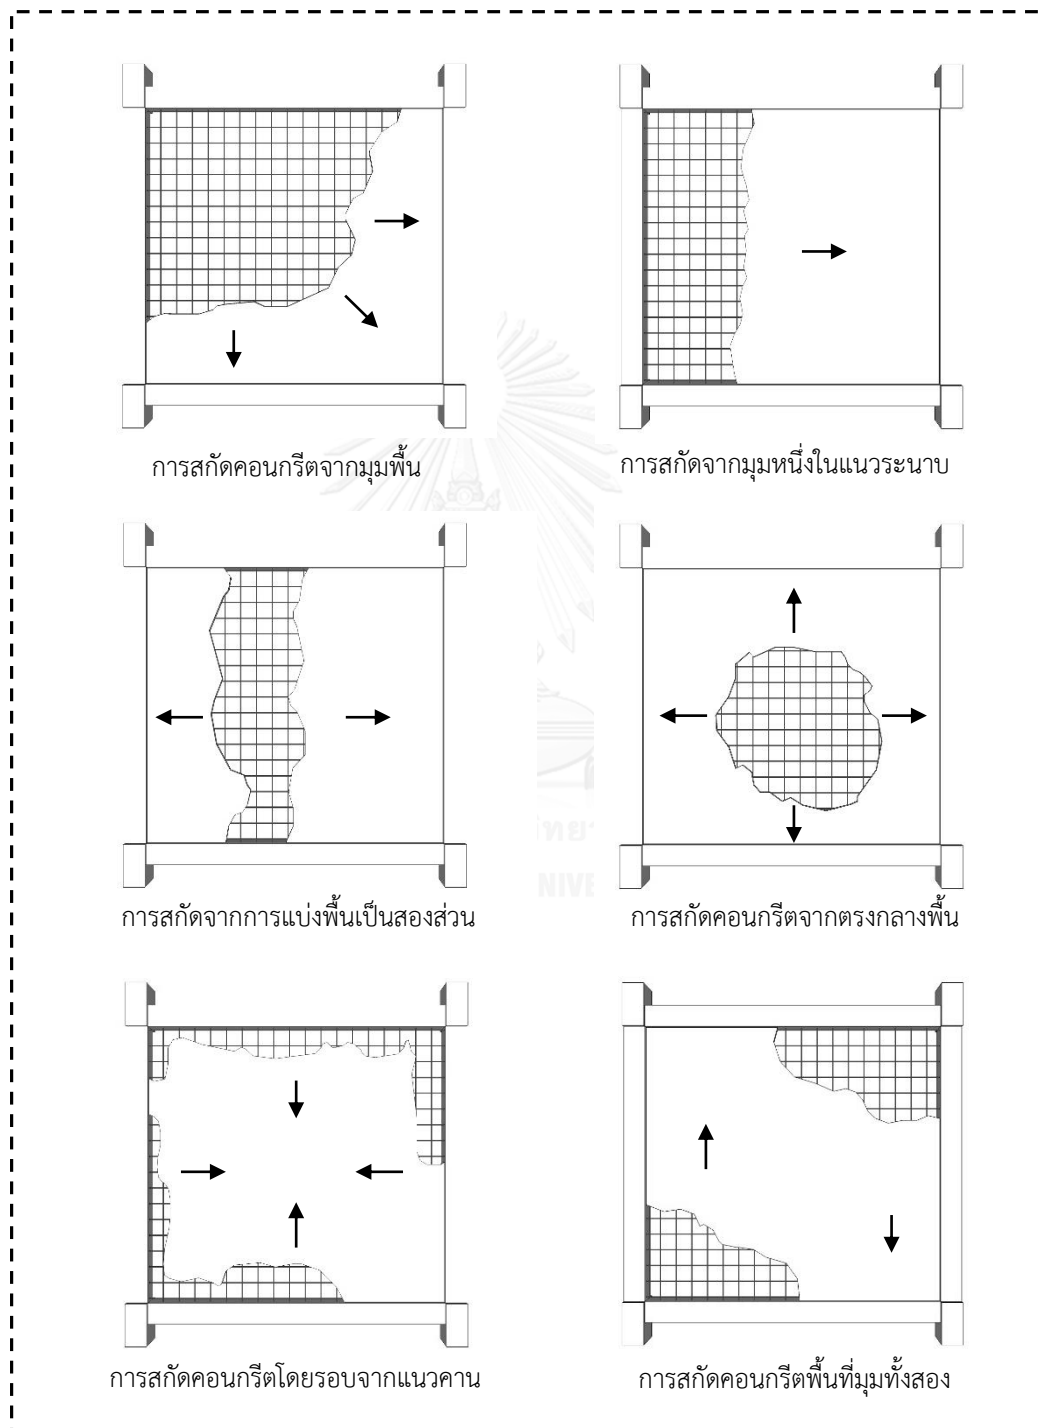 การสกัดคอนกรีตจากมุมพื้น
การสกัดจากมุมหนึ่งในแนวระนาบ
การสกัดจากการแบ่งพื้นเป็นสองส่วน
การสกัดคอนกรีตจากตรงกลางพื้น
การสกัดคอนกรีตโดยรอบจากแนวคาน
การสกัดคอนกรีตพื้นที่มุมทั้งสอง